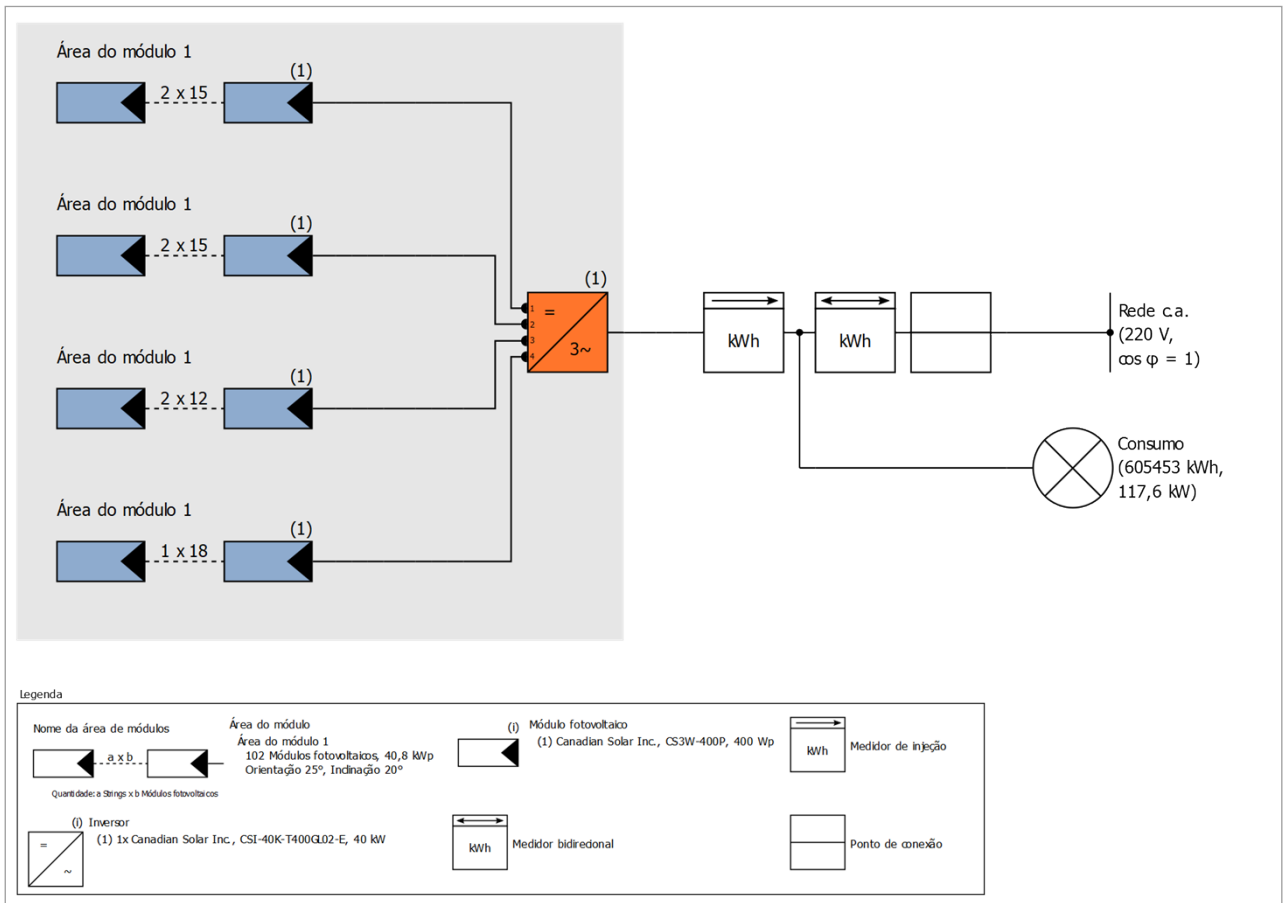 Área do módulo 1
(1)
2 x 15
Área do módulo 1
(1)
2 x 15
Área do módulo 1
(1)
2 x 12
Área do módulo 1
(1)
1 x 18
(1)
1
2
3
4
=
3~
kWh
kWh
Rede c.a.
(220 V,
cos φ = 1)
Consumo
(605453 kWh,
117,6 kW)
Legenda
Nome da área de módulos
a x b
Quantidade: a Strings x b Módulos fotovoltaicos
Área do módulo
Área do módulo 1
102 Módulos fotovoltaicos, 40,8 kWp
Orientação 25°, Inclinação 20°
(i) Módulo fotovoltaico
(1) Canadian Solar Inc., CS3W-400P, 400 Wp
kWh
Medidor de injeção
(i) Inversor
(1) 1x Canadian Solar Inc., CSI-40K-T400GL02-E, 40 kW
=
~
kWh
Medidor bidirecional
Ponto de conexão